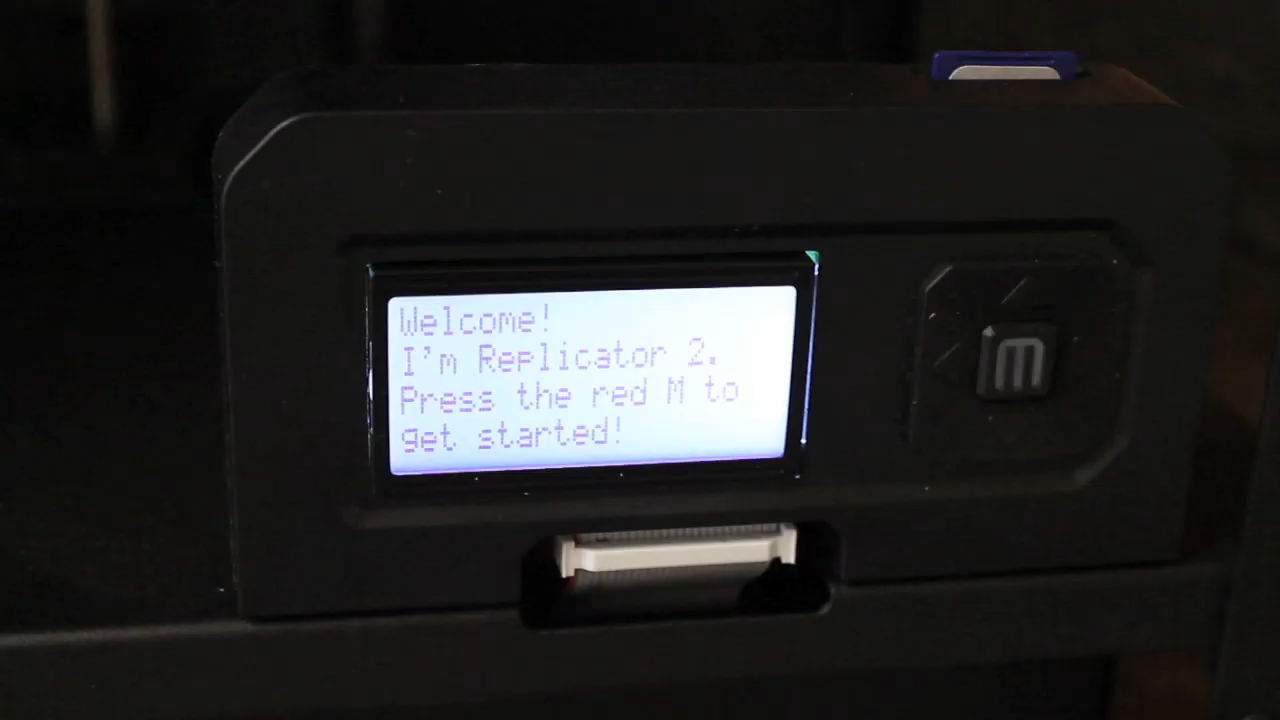 Welcome!
I'm Replicator 2.
Press the red M to
get started!
M